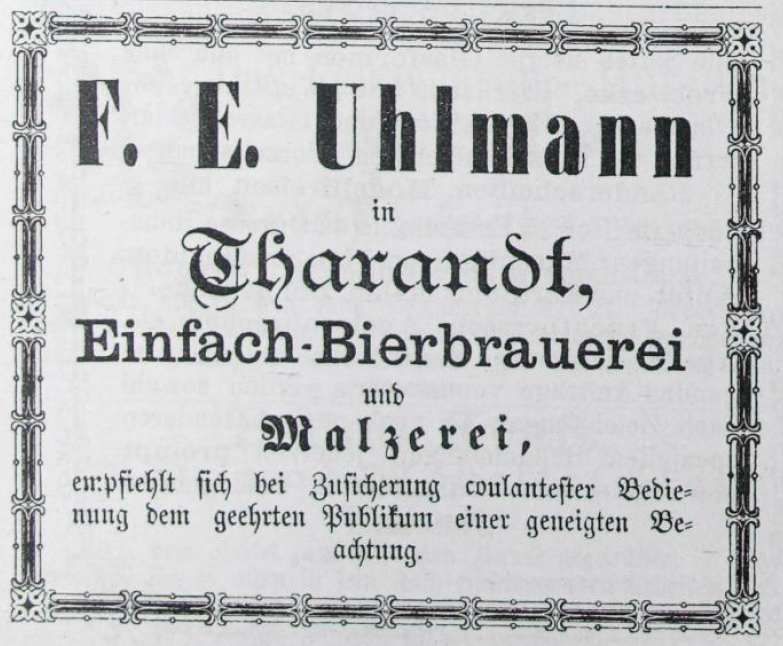 F. E. Uhlmann
in
Tharandt,
Einfach-Bierbrauerei
und
Malzerei,
empfiehlt sich bei Zusicherung coulantester Bedie-
nung dem geehrten Publikum einer geneigten Be-
achtung.